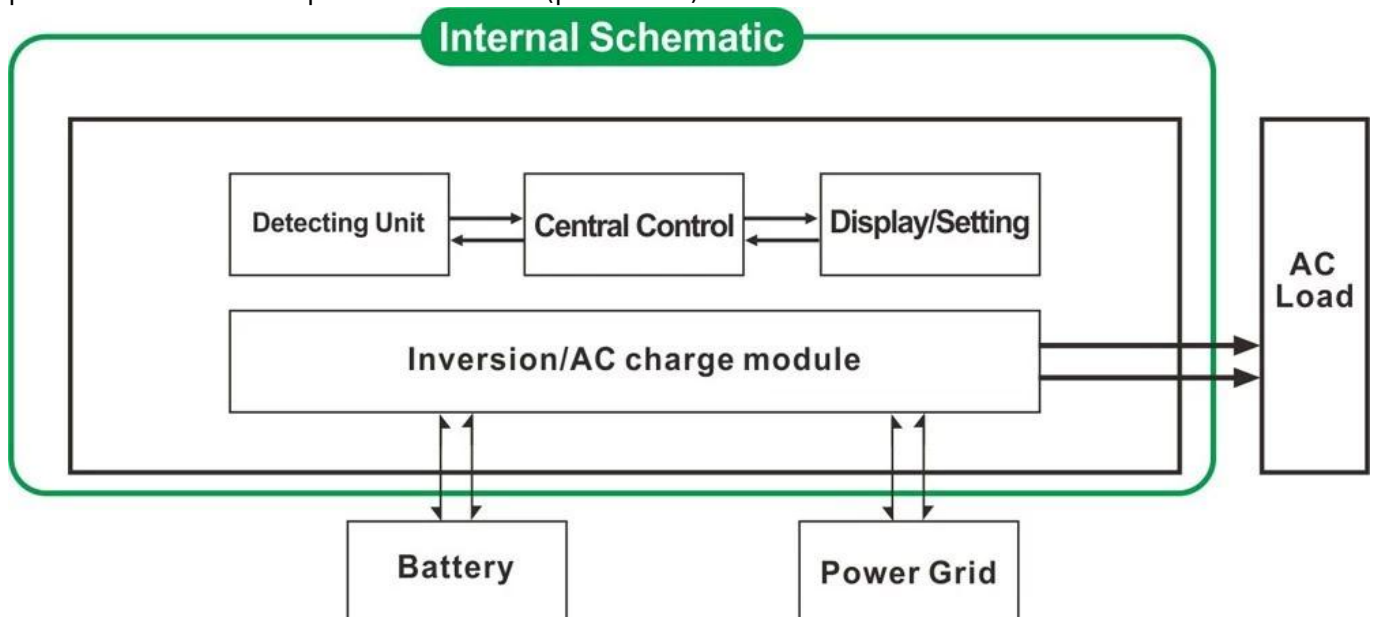 Internal Schematic
Detecting Unit
Central Control
Display/Setting
AC
Load
Inversion/AC charge module
Battery
Power Grid